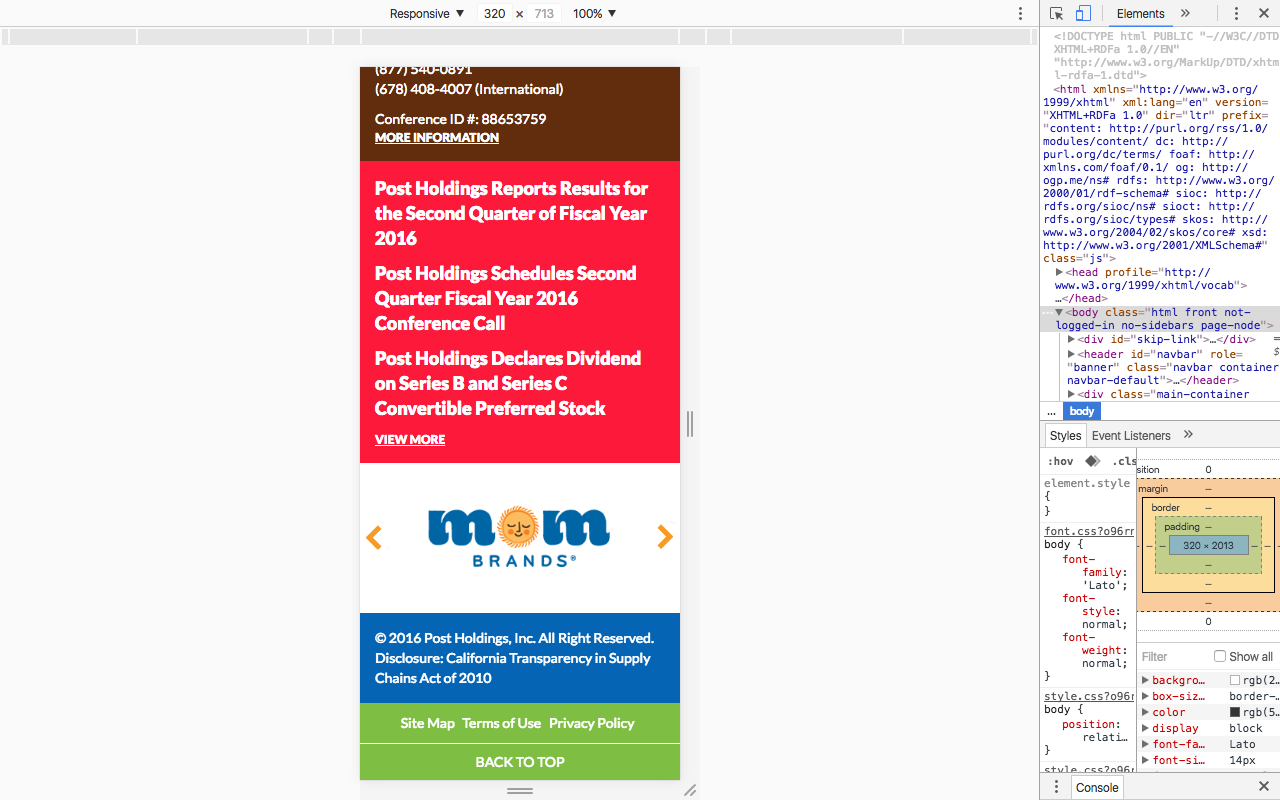 Responsive ▼ 320 × 713 100% ▼
(877) 540-0891
(678) 408-4007 (International)
Conference ID #: 88653759
MORE INFORMATION
Post Holdings Reports Results for
the Second Quarter of Fiscal Year
2016
Post Holdings Schedules Second
Quarter Fiscal Year 2016
Conference Call
Post Holdings Declares Dividend
on Series B and Series C
Convertible Preferred Stock
VIEW MORE
mom
BRANDS®
© 2016 Post Holdings, Inc. All Right Reserved.
Disclosure: California Transparency in Supply
Chains Act of 2010
Site Map Terms of Use Privacy Policy
BACK TO TOP
Elements »
<!DOCTYPE html PUBLIC "-//W3C//DTD
XHTML+RDFa 1.0//EN"
"http://www.w3.org/MarkUp/DTD/xhtm
l-rdfa-1.dtd">
<html xmlns="http://www.w3.org/
1999/xhtml" xml:lang="en" version=
"XHTML+RDFa 1.0" dir="ltr" prefix=
"content: http://purl.org/rss/1.0/
modules/content/ dc: http://
purl.org/dc/terms/ foaf: http://
xmlns.com/foaf/0.1/ og: http://
ogp.me/ns# rdfs: http://www.w3.org/
2000/01/rdf-schema# sioc: http://
rdfs.org/sioc/ns# sioct: http://
rdfs.org/sioc/types# skos: http://
www.w3.org/2004/02/skos/core# xsd:
http://www.w3.org/2001/XMLSchema#"
class="js">
▶<head profile="http://
www.w3.org/1999/xhtml/vocab">
…</head>
…▼<body class="html front not-
logged-in no-sidebars page-node">
▶<div id="skip-link">…</div> =
▶<header id="navbar" role= $
"banner" class="navbar container
navbar-default">…</header>
▶<div class="main-container
... body
Styles Event Listeners »
:hov .cls
element.style
{
}
font.css?o96rr
body {
font-
family:
'Lato';
font-
style:
normal;
font-
weight:
normal;
}
style.css?o96r
body {
position:
relati…
}
style.css?o96r
sition 0
margin –
border –
padding –
– – 320 × 2013 – –
–
–
–
0
Filter Show all
▶ backgro… rgb(2…
▶ box-siz… border-…
▶ color rgb(5…
▶ display block
▶ font-fa… Lato
▶ font-si… 14px
Console